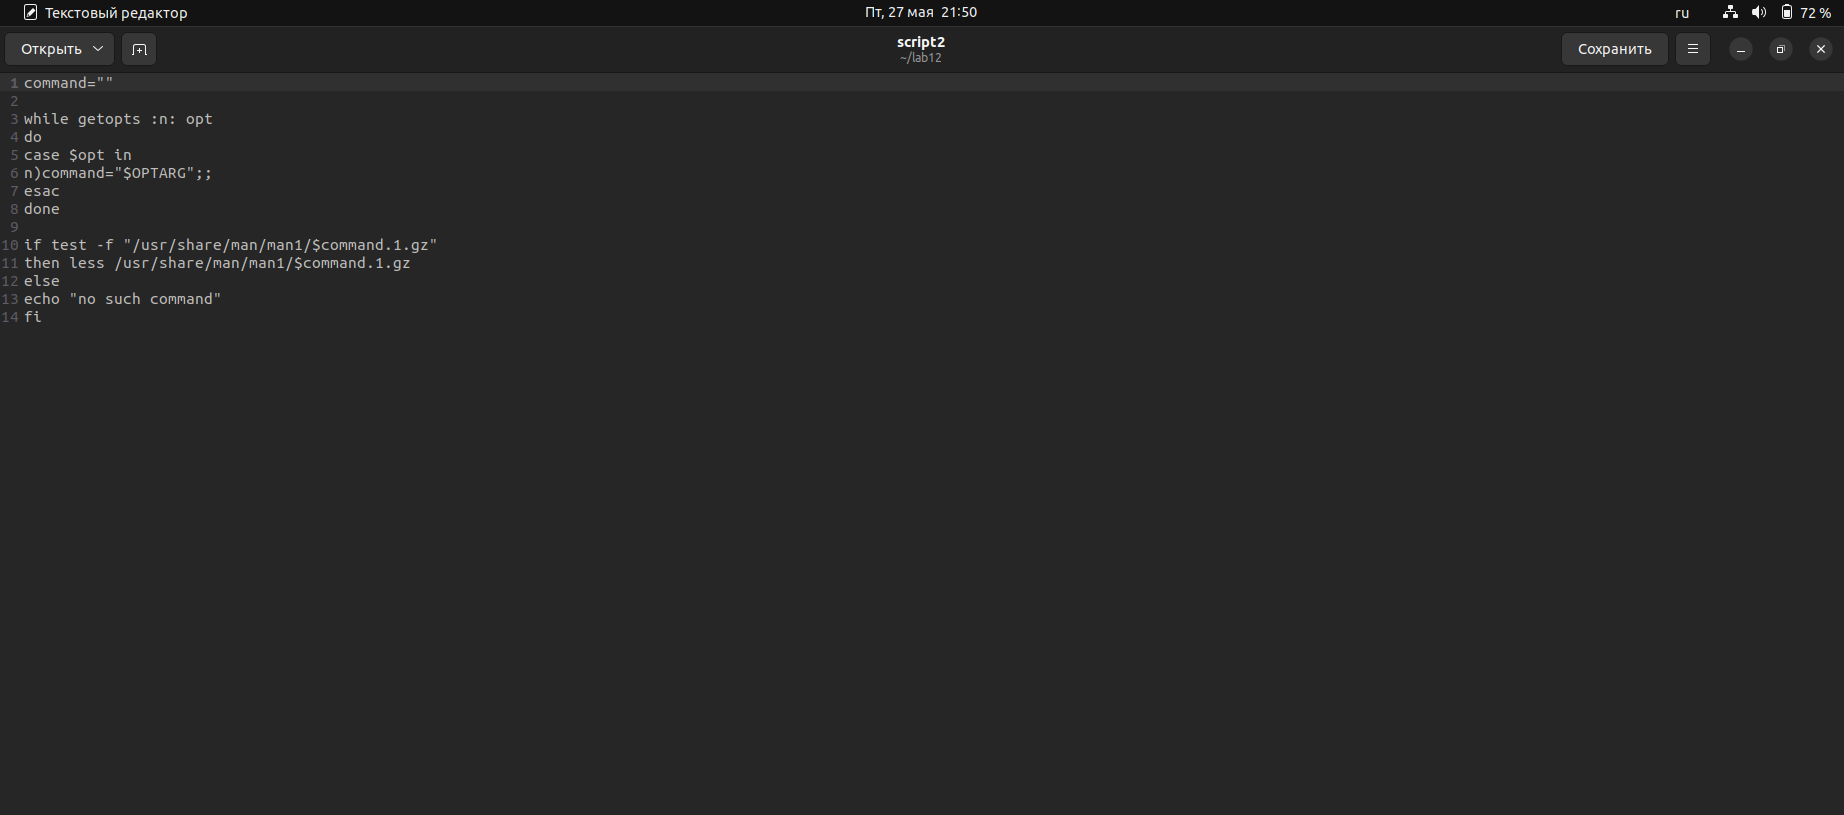 Текстовый редактор
Пт, 27 мая 21:50
ru
72 %
Открыть
script2
~/lab12
Сохранить
1 command=""
2
3 while getopts :n: opt
4 do
5 case $opt in
6 n)command="$OPTARG";;
7 esac
8 done
9
10 if test -f "/usr/share/man/man1/$command.1.gz"
11 then less /usr/share/man/man1/$command.1.gz
12 else
13 echo "no such command"
14 fi